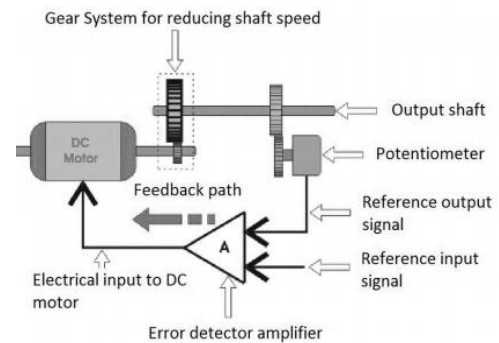 Gear System for reducing shaft speed
Output shaft
DC
Motor
Potentiometer
Feedback path
Reference output
signal
A
Reference input
signal
Electrical input to DC
motor
Error detector amplifier